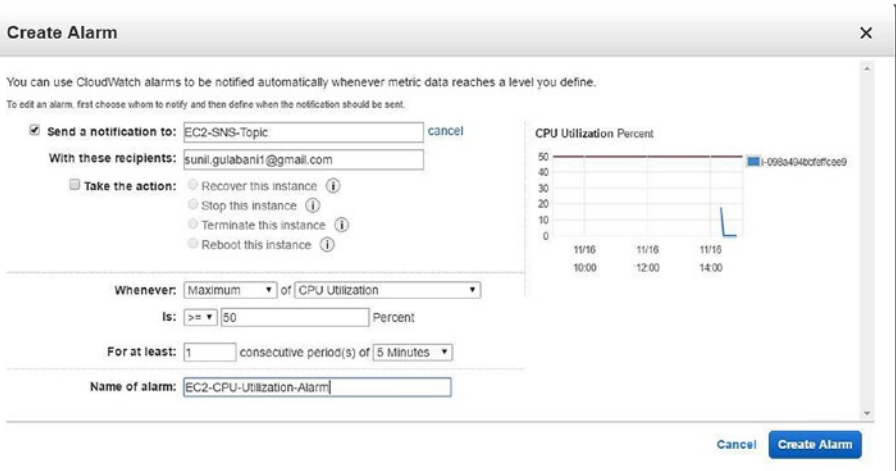 Create Alarm
You can use CloudWatch alarms to be notified automatically whenever metric data reaches a level you define.
To edit an alarm, first choose whom to notify and then define when the notification should be sent.
Send a notification to: EC2-SNS-Topic cancel
With these recipients: sunil.gulabani1@gmail.com
Take the action: Recover this instance i
Stop this instance i
Terminate this instance i
Reboot this instance i
Whenever: Maximum of CPU Utilization
Is: >= 50 Percent
For at least: 1 consecutive period(s) of 5 Minutes
Name of alarm: EC2-CPU-Utilization-Alarm
CPU Utilization Percent
50
40
30
20
10
0
11/16 11/16 11/16
10:00 12:00 14:00
Cancel Create Alarm